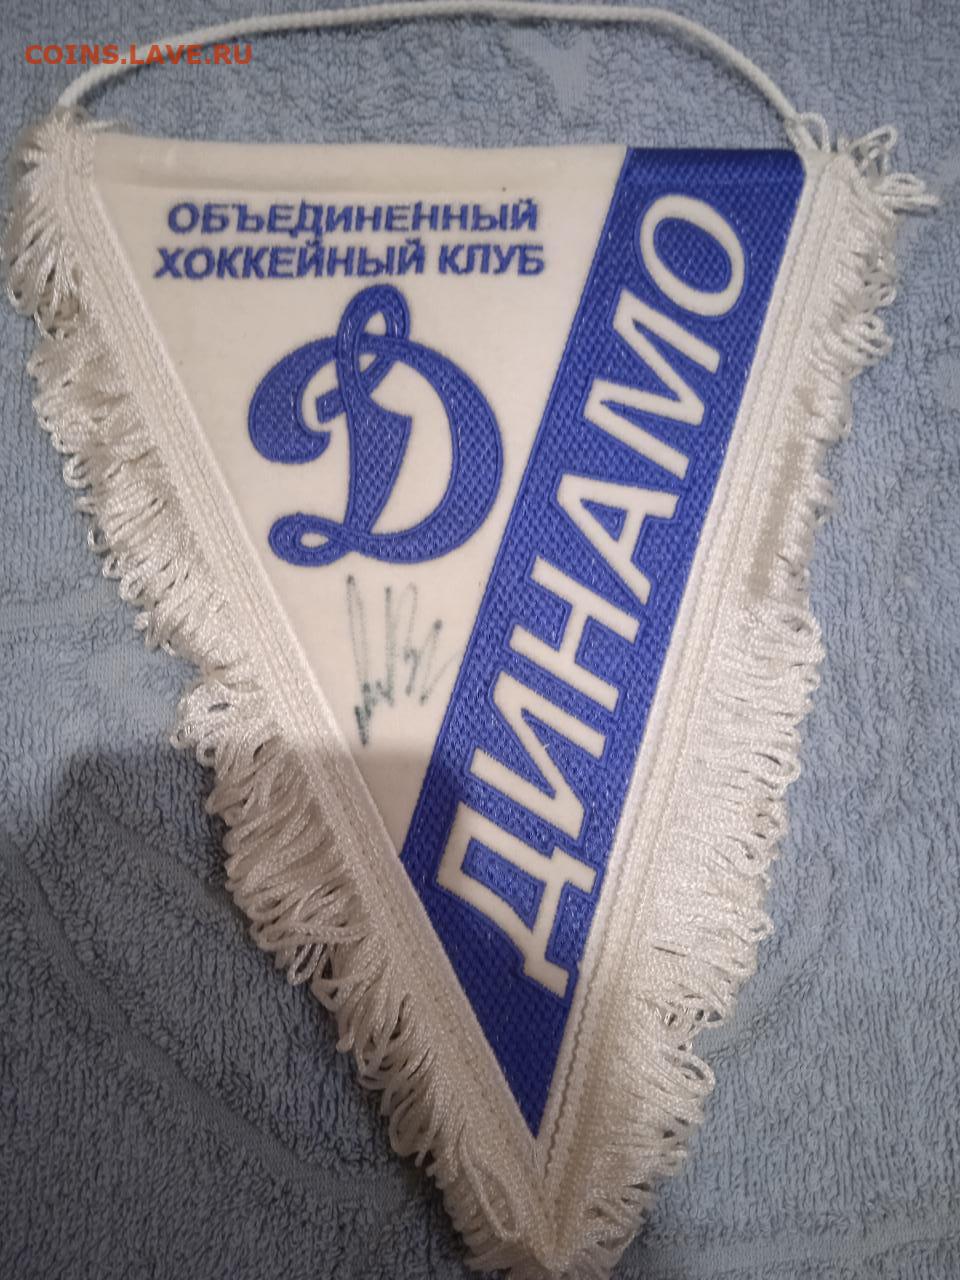 COINS.LAVE.RU
ОБЪЕДИНЕННЫЙ
ХОККЕЙНЫЙ КЛУБ
Д
ДИНАМО